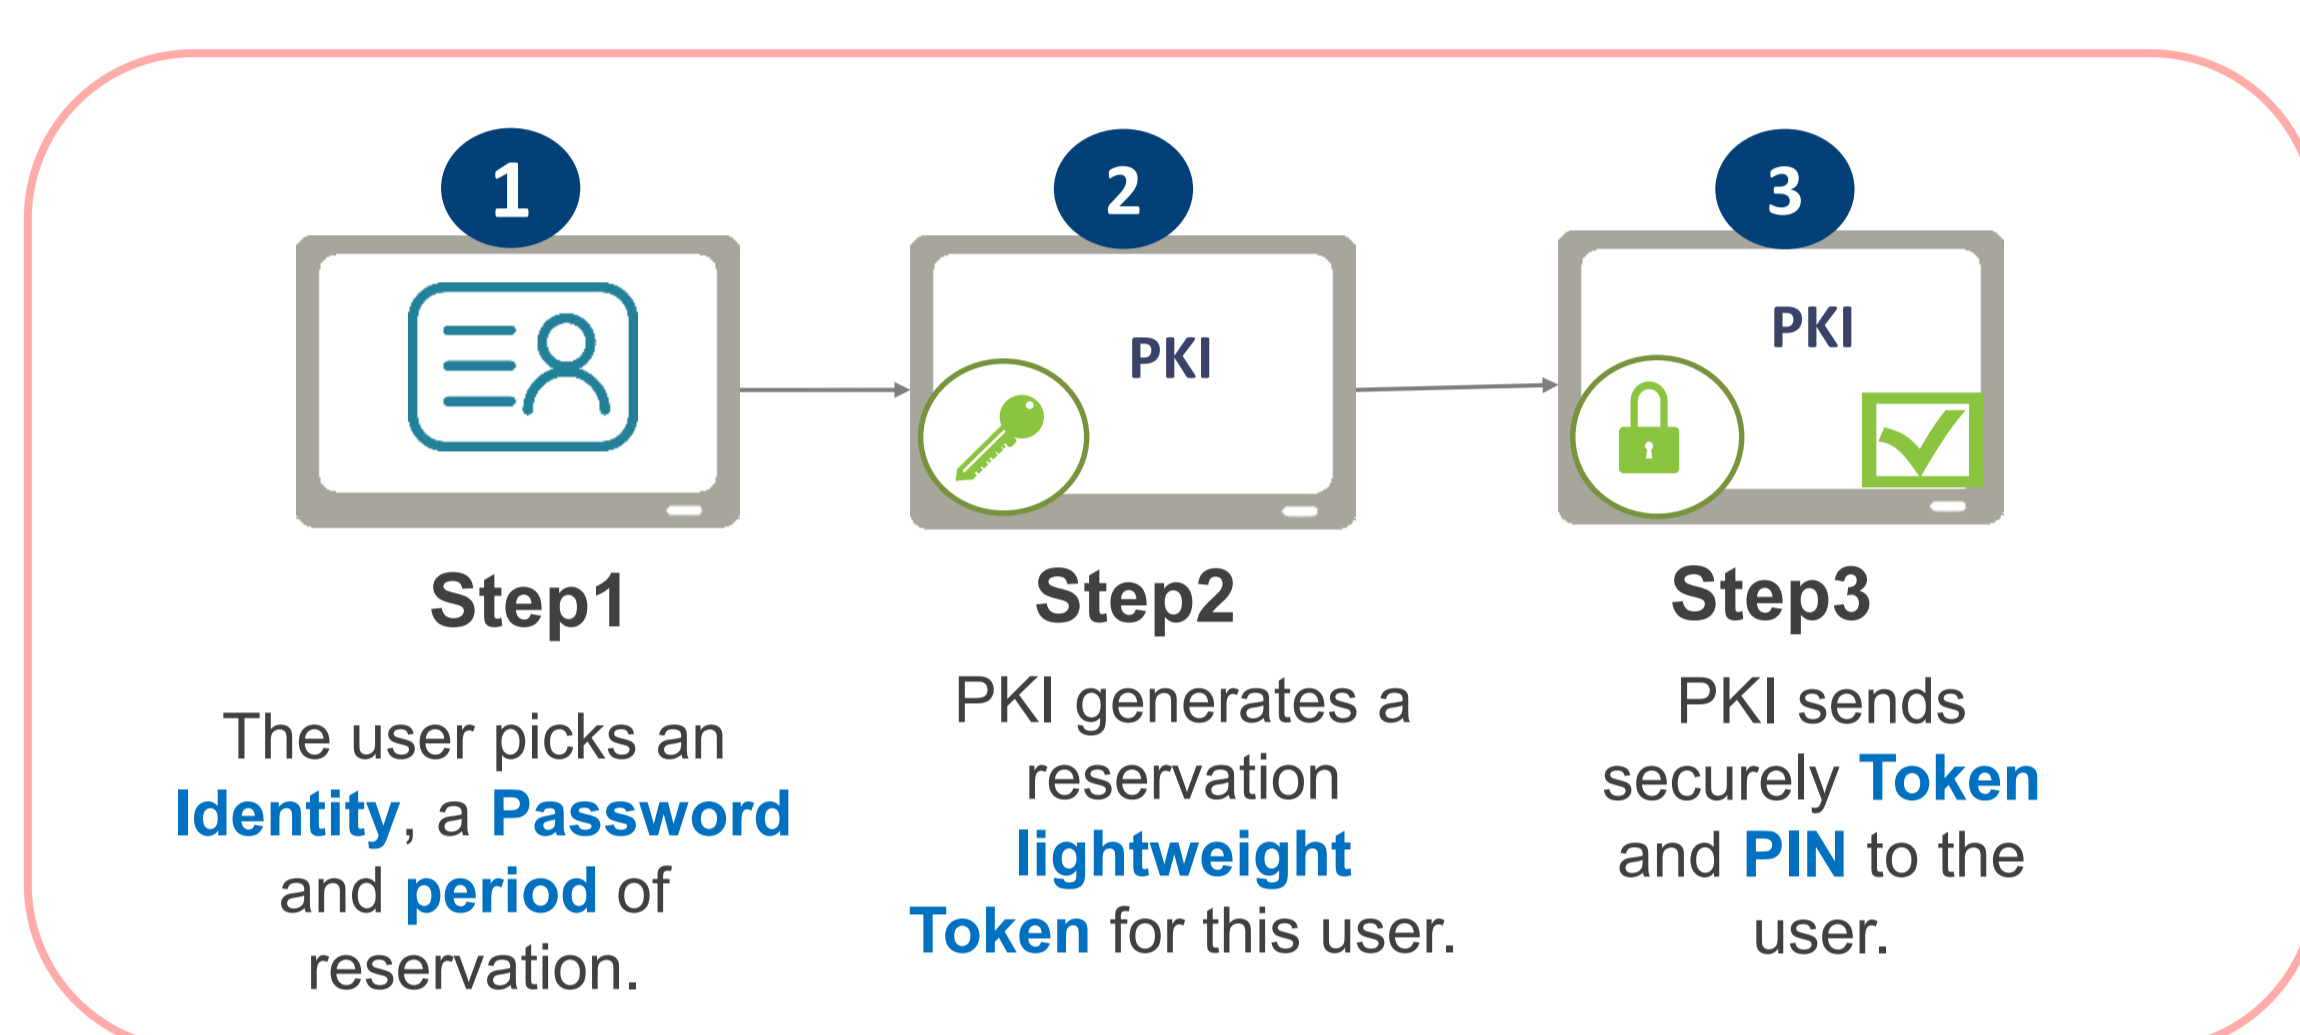 1
2
3
PKI
PKI
Step1
Step2
Step3
The user picks an
Identity, a Password
and period of
reservation.
PKI generates a
reservation
lightweight
Token for this user.
PKI sends
securely Token
and PIN to the
user.